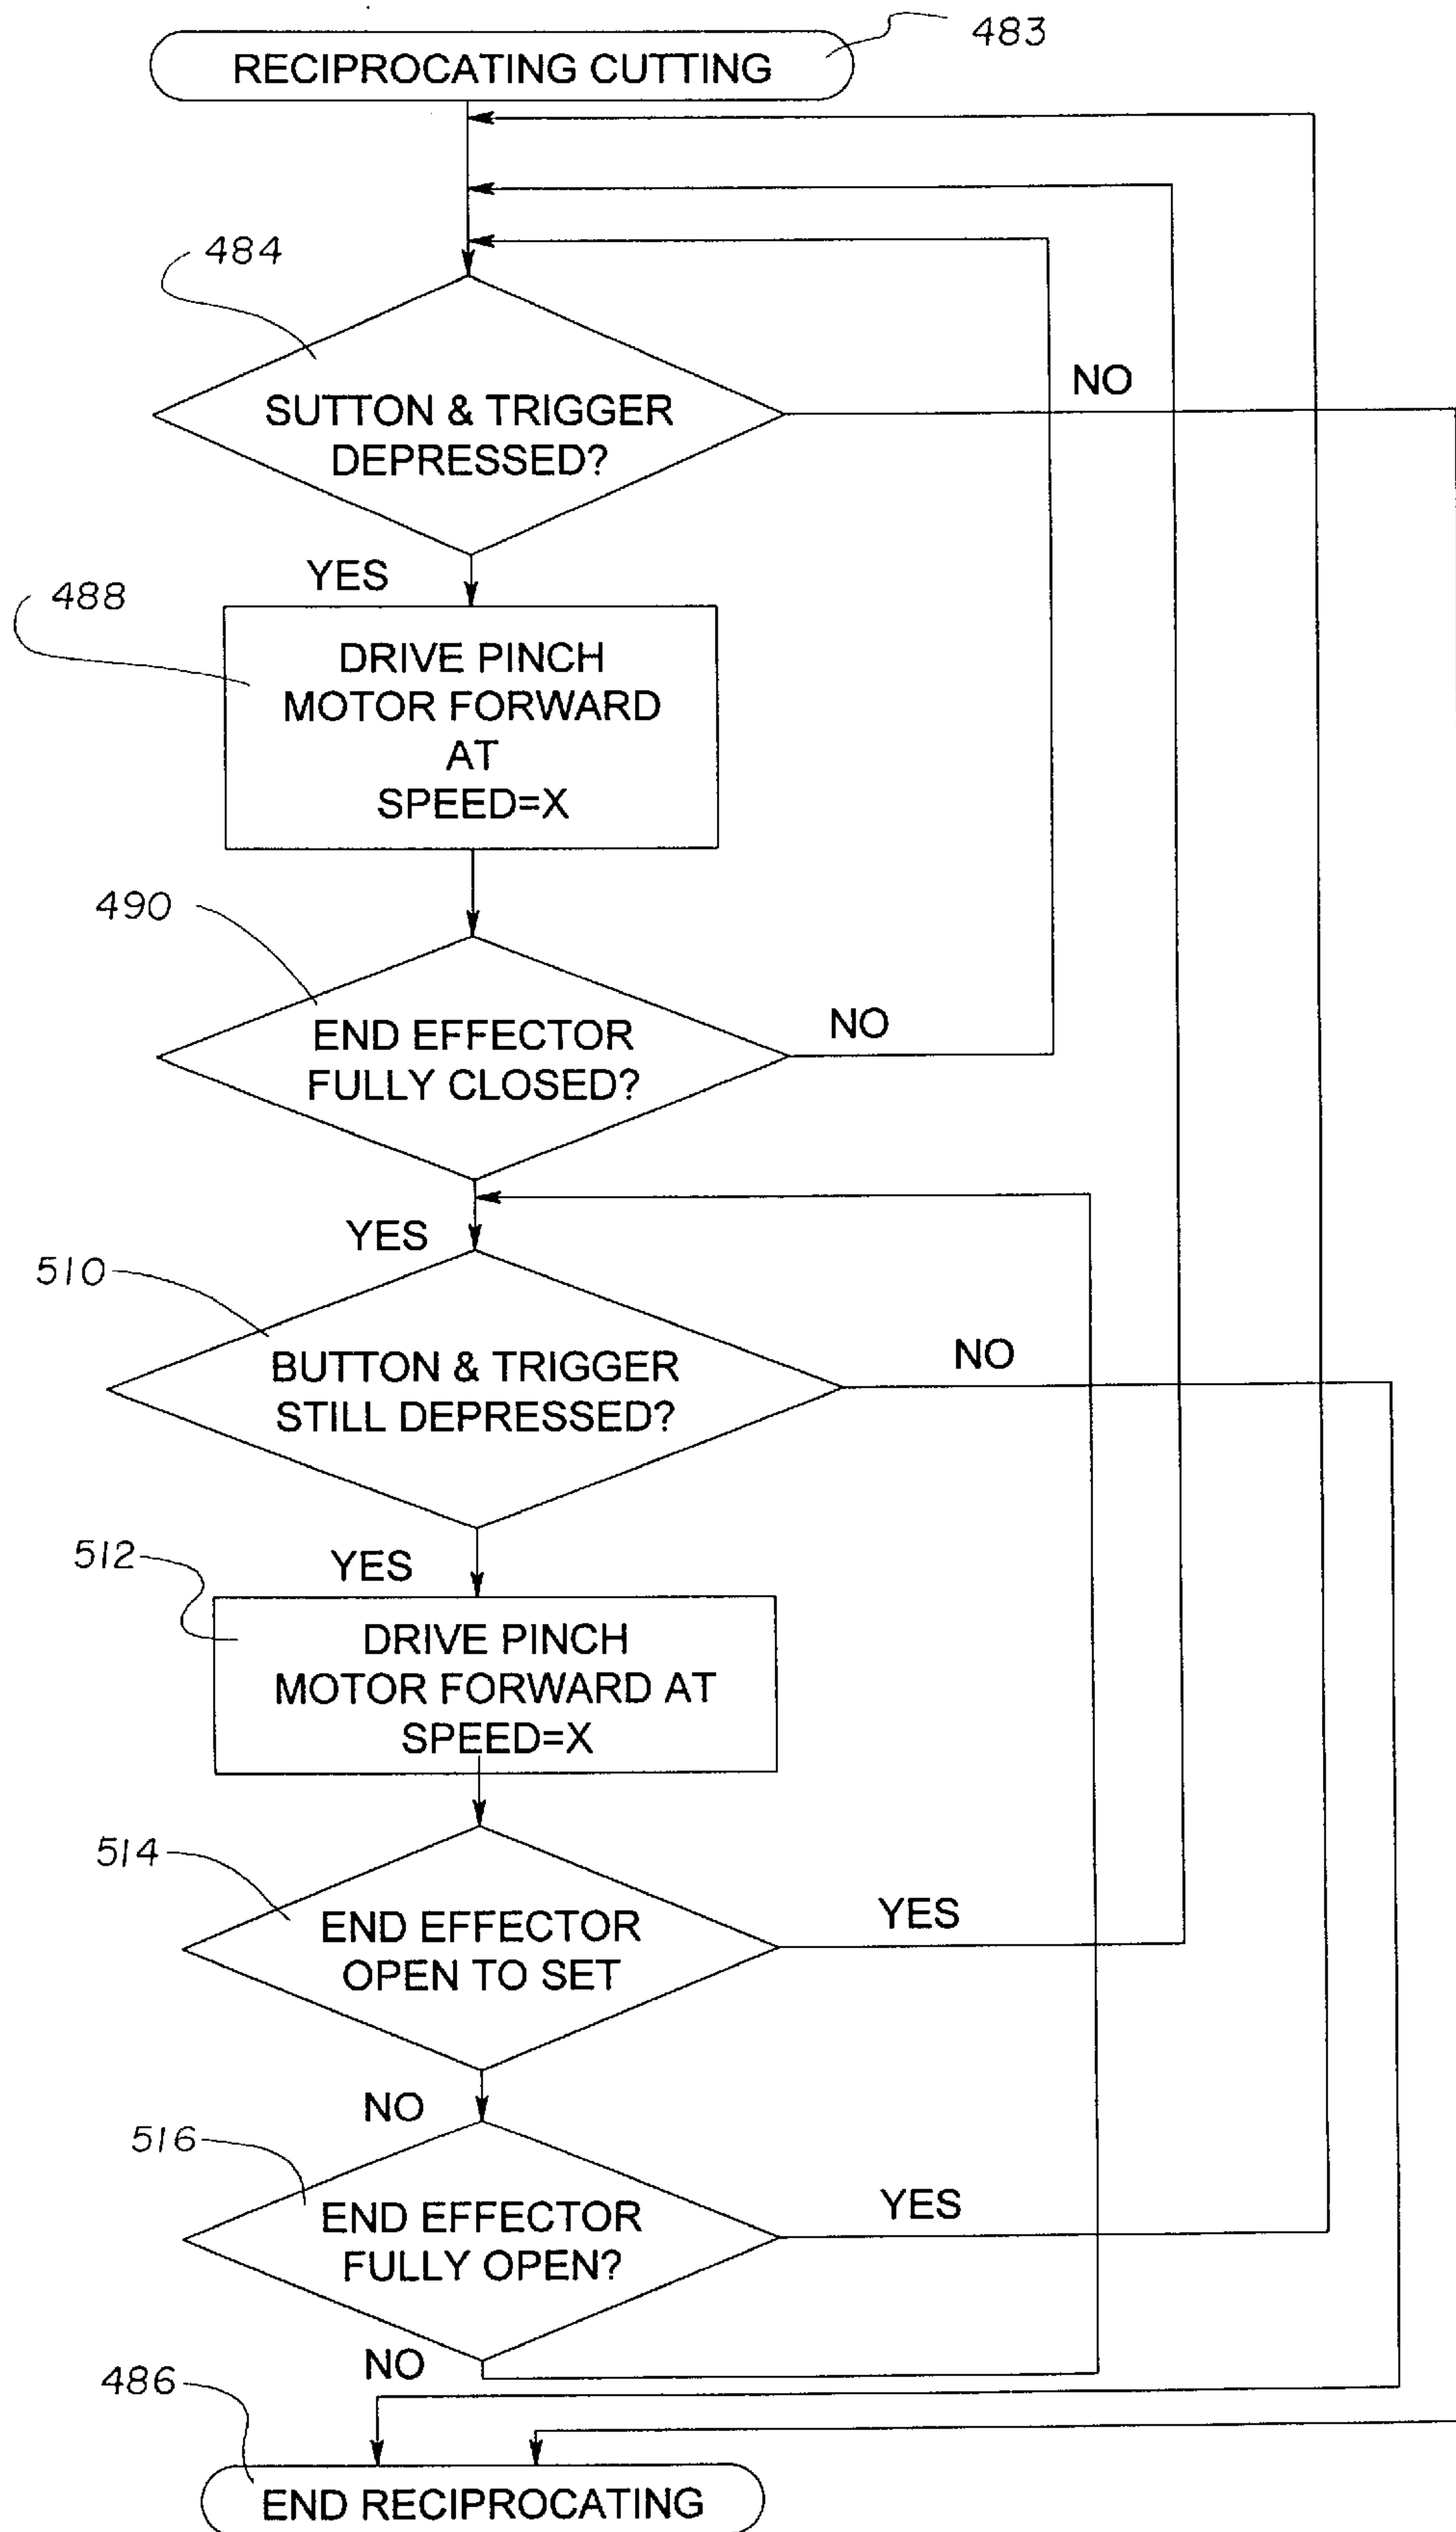 483
RECIPROCATING CUTTING
484
NO
SUTTON & TRIGGER
DEPRESSED?
YES
488
DRIVE PINCH
MOTOR FORWARD
AT
SPEED=X
490
NO
END EFFECTOR
FULLY CLOSED?
YES
510
NO
BUTTON & TRIGGER
STILL DEPRESSED?
YES
512
DRIVE PINCH
MOTOR FORWARD AT
SPEED=X
514
YES
END EFFECTOR
OPEN TO SET
NO
516
YES
END EFFECTOR
FULLY OPEN?
NO
486
END RECIPROCATING